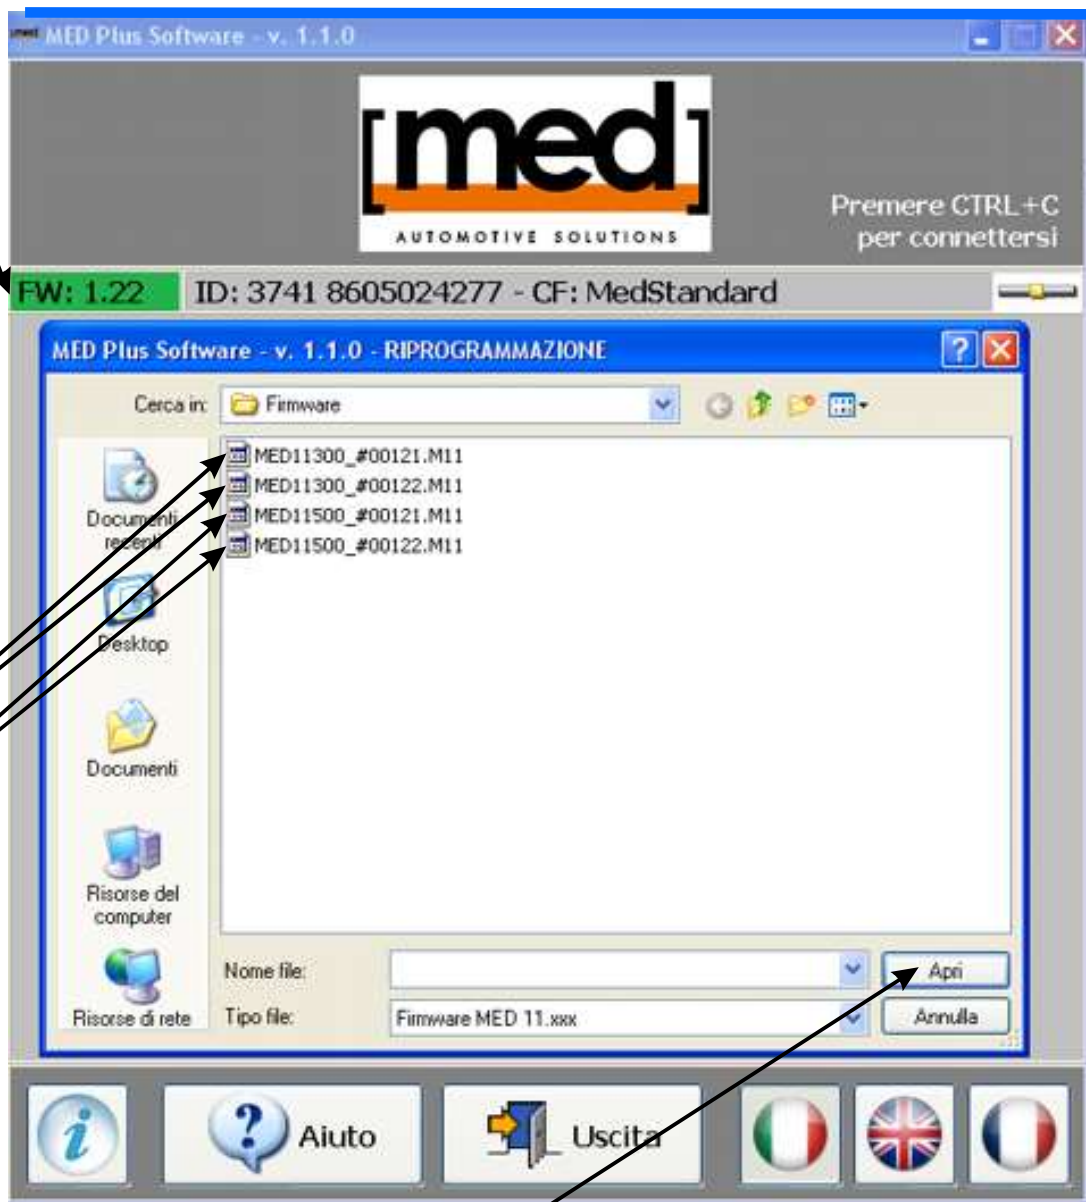 MED Plus Software - v. 1.1.0
[med]
AUTOMOTIVE SOLUTIONS
Premere CTRL+C
per connettersi
FW: 1.22
ID: 3741 8605024277 - CF: MedStandard
MED Plus Software - v. 1.1.0 - RIPROGRAMMAZIONE
Cerca in:
Firmware
MED11300_#00121.M11
MED11300_#00122.M11
MED11500_#00121.M11
MED11500_#00122.M11
Documenti
recenti
Desktop
Documenti
Risorse del
computer
Risorse di rete
Nome file:
Apri
Tipo file:
Firmware MED 11.xxx
Annulla
i
? Aiuto
Uscita